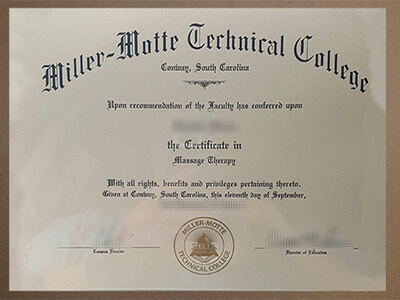 Miller-Motte Technical College
Conway, South Carolina
Upon recommendation of the Faculty has conferred upon
the Certificate in
Massage Therapy
With all rights, benefits and privileges pertaining thereto.
Given at Conway, South Carolina, this eleventh day of September,
Campus Director
Director of Education
MILLER-MOTTE
TECHNICAL COLLEGE